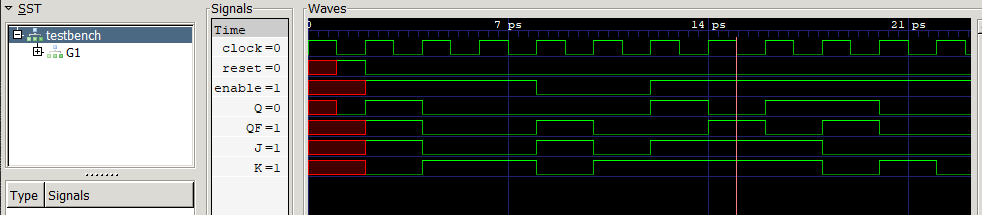 SST
testbench
G1
Type Signals
Signals
Time
clock=0
reset=0
enable=1
Q=0
QF=1
J=1
K=1
Waves
0 7 ps 14 ps 21 ps